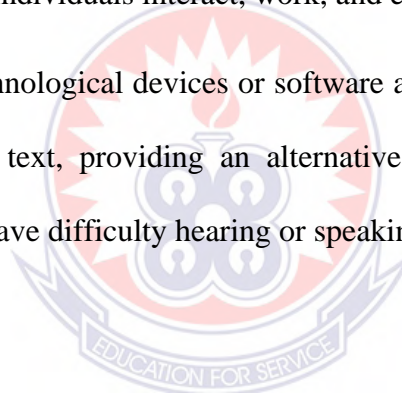 individuals interact, work, and
hnological devices or software a
text, providing an alternative
ave difficulty hearing or speakin
EDUCATION FOR SERVICE